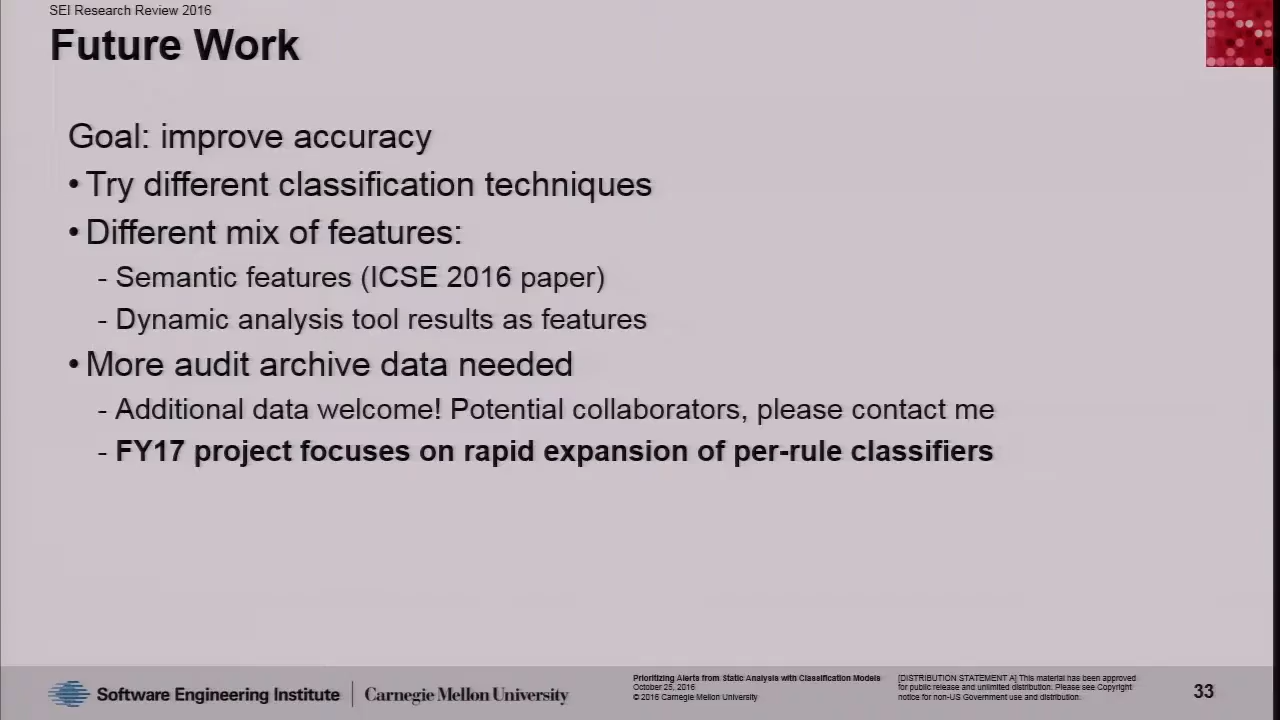 SEI Research Review 2016
Future Work
Goal: improve accuracy
• Try different classification techniques
• Different mix of features:
- Semantic features (ICSE 2016 paper)
- Dynamic analysis tool results as features
• More audit archive data needed
- Additional data welcome! Potential collaborators, please contact me
- FY17 project focuses on rapid expansion of per-rule classifiers
Software Engineering Institute | Carnegie Mellon University
Prioritizing Alerts from Static Analysis with Classification Models
October 25, 2016
© 2016 Carnegie Mellon University
[DISTRIBUTION STATEMENT A] This material has been approved
for public release and unlimited distribution. Please see Copyright
notice for non-US Government use and distribution.
33